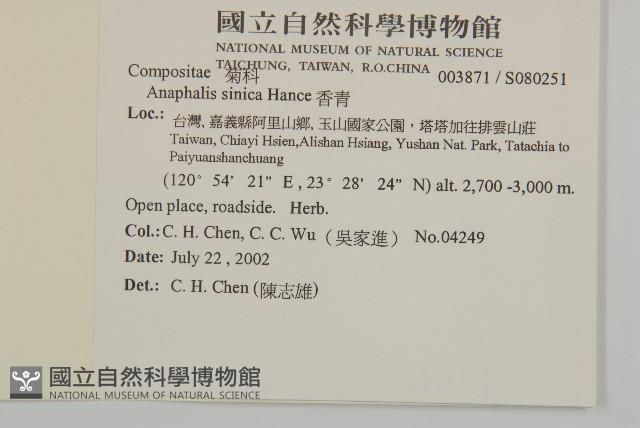 國立自然科學博物館
NATIONAL MUSEUM OF NATURAL SCIENCE
TAICHUNG, TAIWAN, R.O.CHINA
Compositae 菊科 003871 / S080251
Anaphalis sinica Hance 香青
Loc.: 台灣, 嘉義縣阿里山鄉, 玉山國家公園，塔塔加往排雲山莊
Taiwan, Chiayi Hsien,Alishan Hsiang, Yushan Nat. Park, Tatachia to
Paiyuanshanchuang
(120° 54’ 21” E , 23° 28’ 24” N) alt. 2,700 -3,000 m.
Open place, roadside. Herb.
Col.: C. H. Chen, C. C. Wu （吳家進） No.04249
Date: July 22 , 2002
Det.: C. H. Chen (陳志雄)
國立自然科學博物館
NATIONAL MUSEUM OF NATURAL SCIENCE